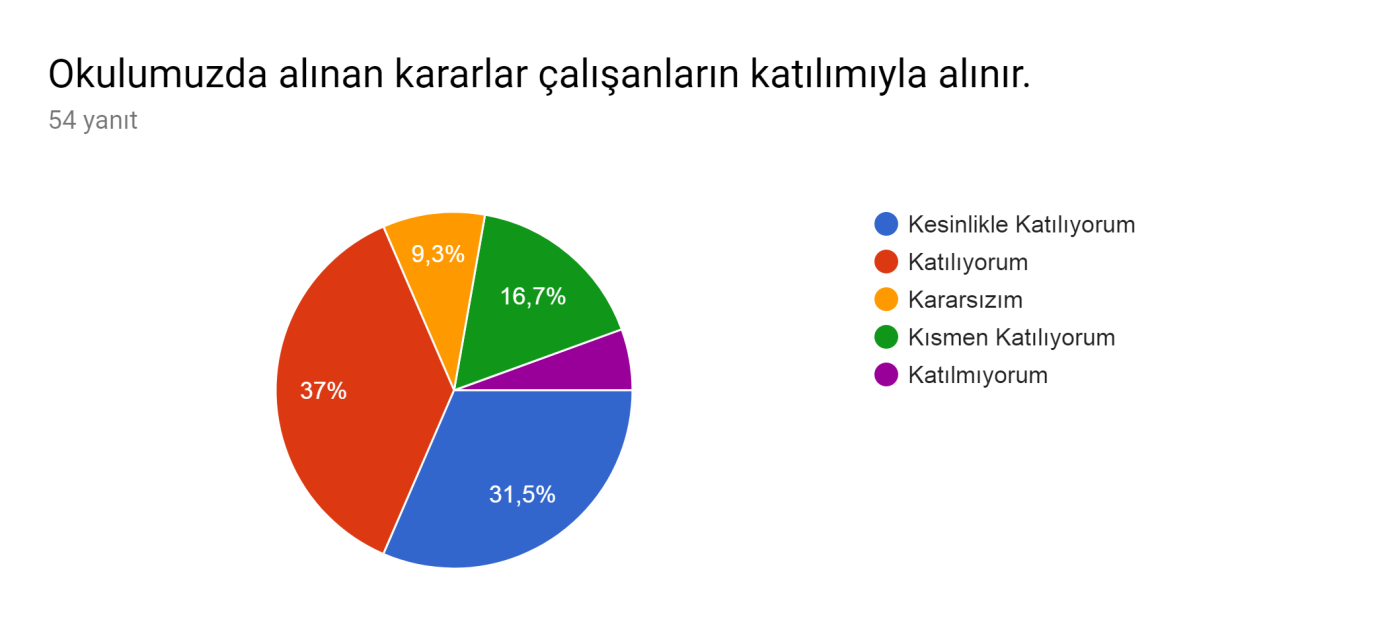 Okulumuzda alınan kararlar çalışanların katılımıyla alınır.
54 yanıt
9,3%
16,7%
37%
31,5%
Kesinlikle Katılıyorum
Katılıyorum
Kararsızım
Kısmen Katılıyorum
Katılmıyorum